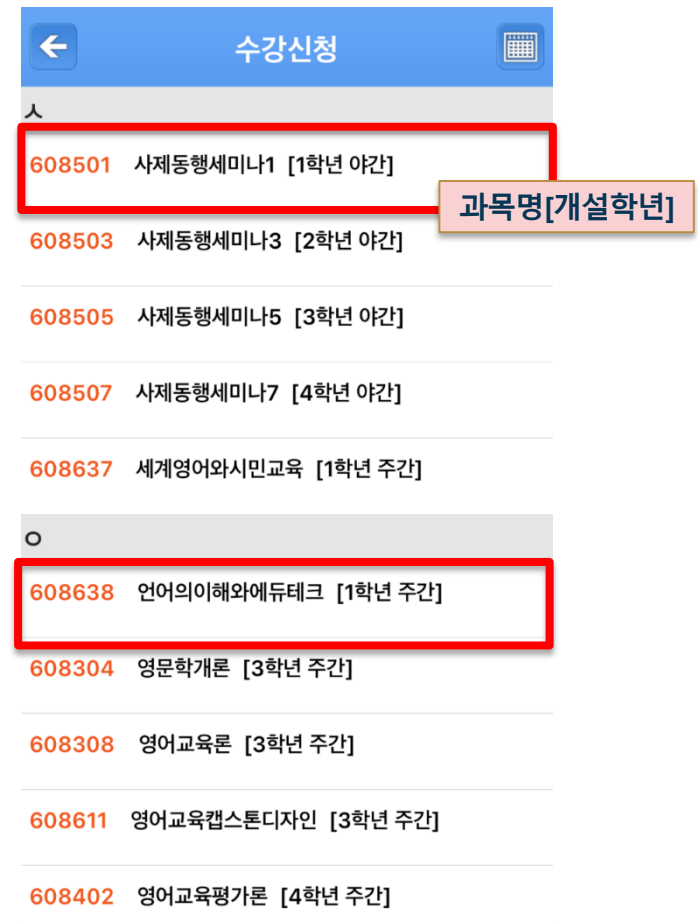 수강신청
ㅅ
608501 사제동행세미나1 [1학년 야간]
과목명[개설학년]
608503 사제동행세미나3 [2학년 야간]
608505 사제동행세미나5 [3학년 야간]
608507 사제동행세미나7 [4학년 야간]
608637 세계영어와시민교육 [1학년 주간]
ㅇ
608638 언어의이해와에듀테크 [1학년 주간]
608304 영문학개론 [3학년 주간]
608308 영어교육론 [3학년 주간]
608611 영어교육캡스톤디자인 [3학년 주간]
608402 영어교육평가론 [4학년 주간]